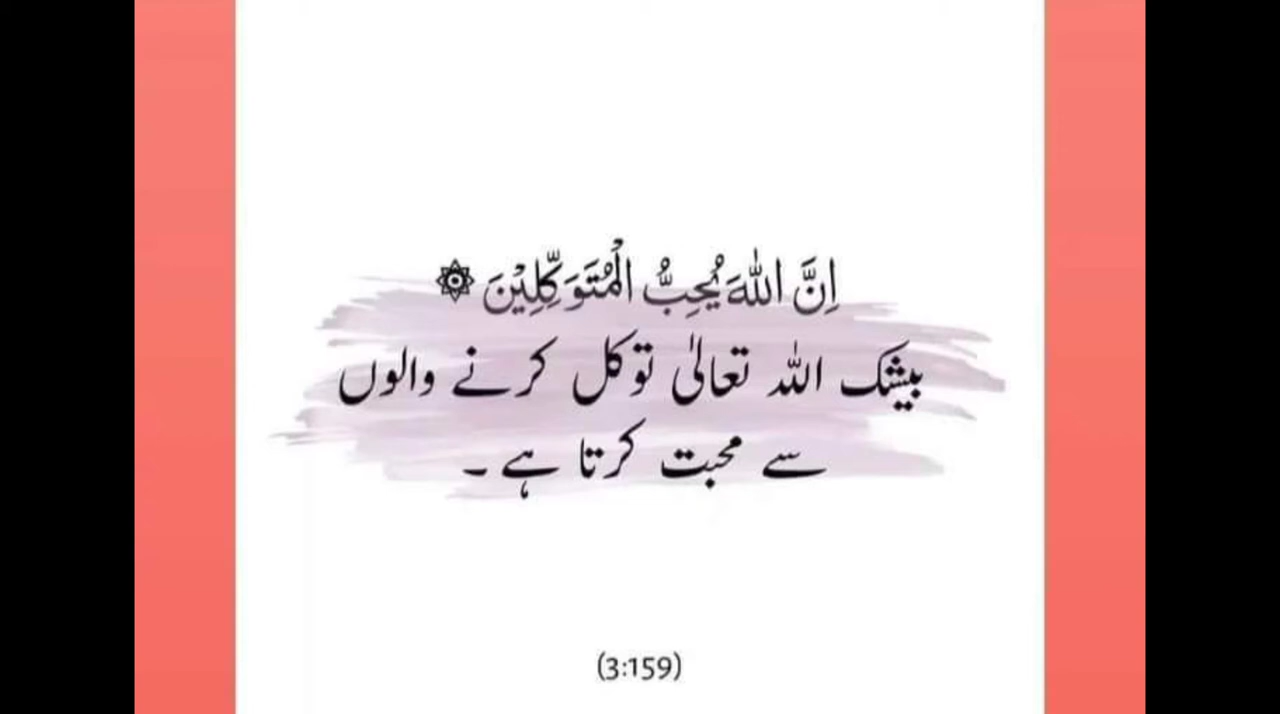 اِنَّ اللّٰهَ يُحِبُّ الْمُتَوَكِّلِيْنَ ۞
بیشک اللہ تعالیٰ توکل کرنے والوں
سے محبت کرتا ہے ۔
(3:159)